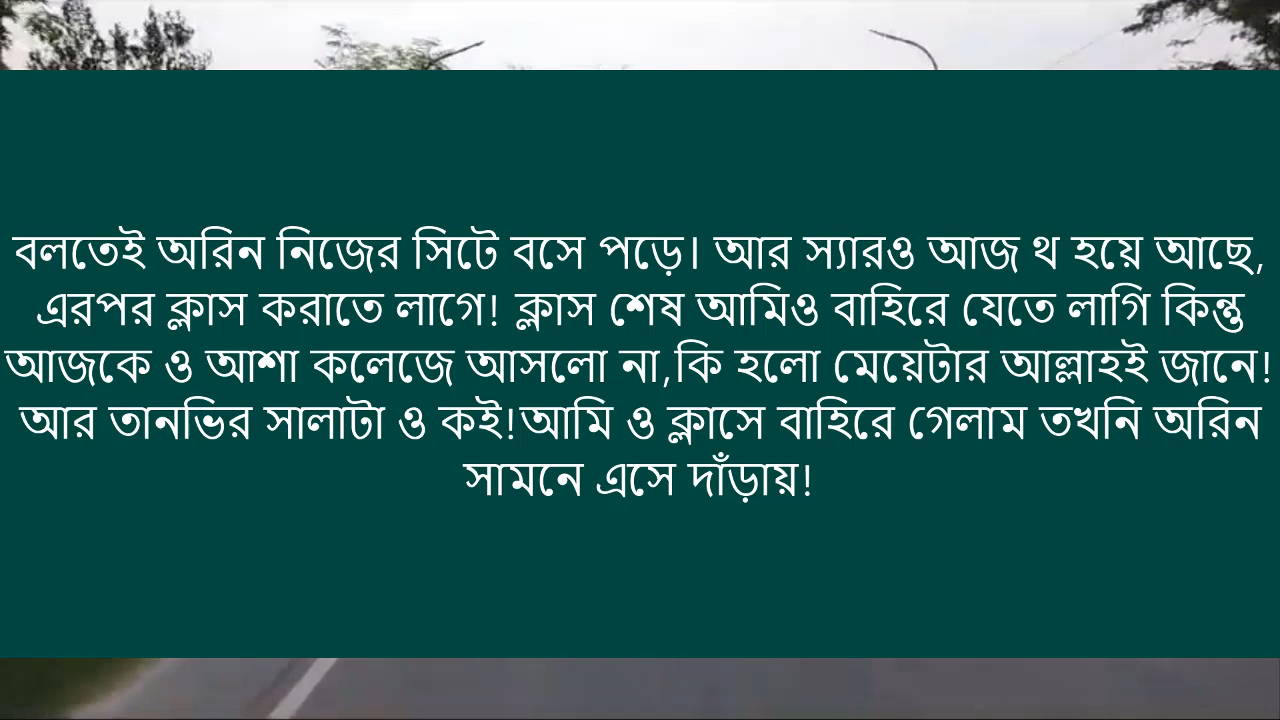 বলতেই অরিন নিজের সিটে বসে পড়ে। আর স্যারও আজ থ হয়ে আছে,
এরপর ক্লাস করাতে লাগে! ক্লাস শেষ আমিও বাহিরে যেতে লাগি কিন্তু
আজকে ও আশা কলেজে আসলো না,কি হলো মেয়েটার আল্লাহই জানে!
আর তানভির সালাটা ও কই!আমি ও ক্লাসে বাহিরে গেলাম তখনি অরিন
সামনে এসে দাঁড়ায়!